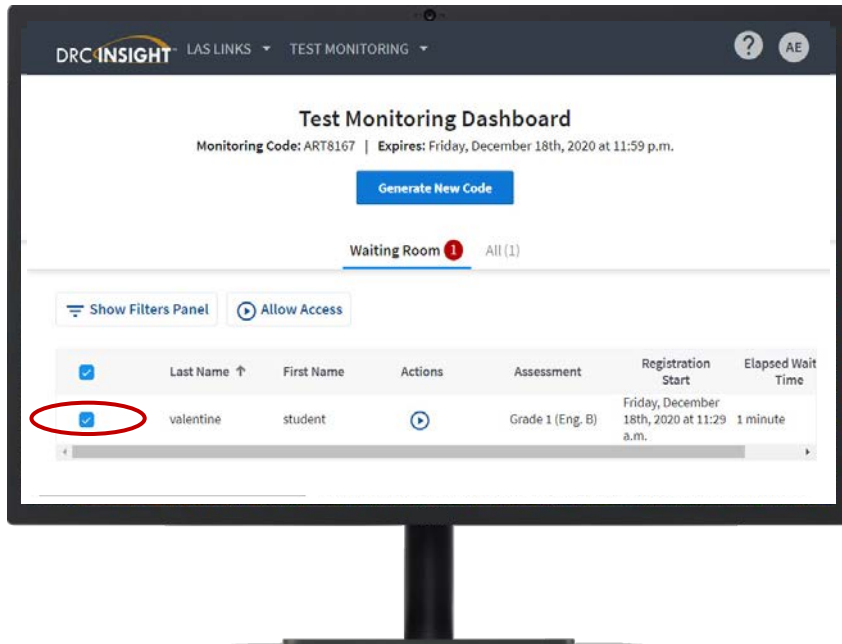 DRC INSIGHT LAS LINKS TEST MONITORING ? AE
Test Monitoring Dashboard
Monitoring Code: ART8167 | Expires: Friday, December 18th, 2020 at 11:59 p.m.
Generate New Code
Waiting Room 1 All (1)
Show Filters Panel Allow Access
Last Name ↑ First Name Actions Assessment Registration Start Elapsed Wait Time
valentine student Grade 1 (Eng. B) Friday, December 18th, 2020 at 11:29 a.m. 1 minute